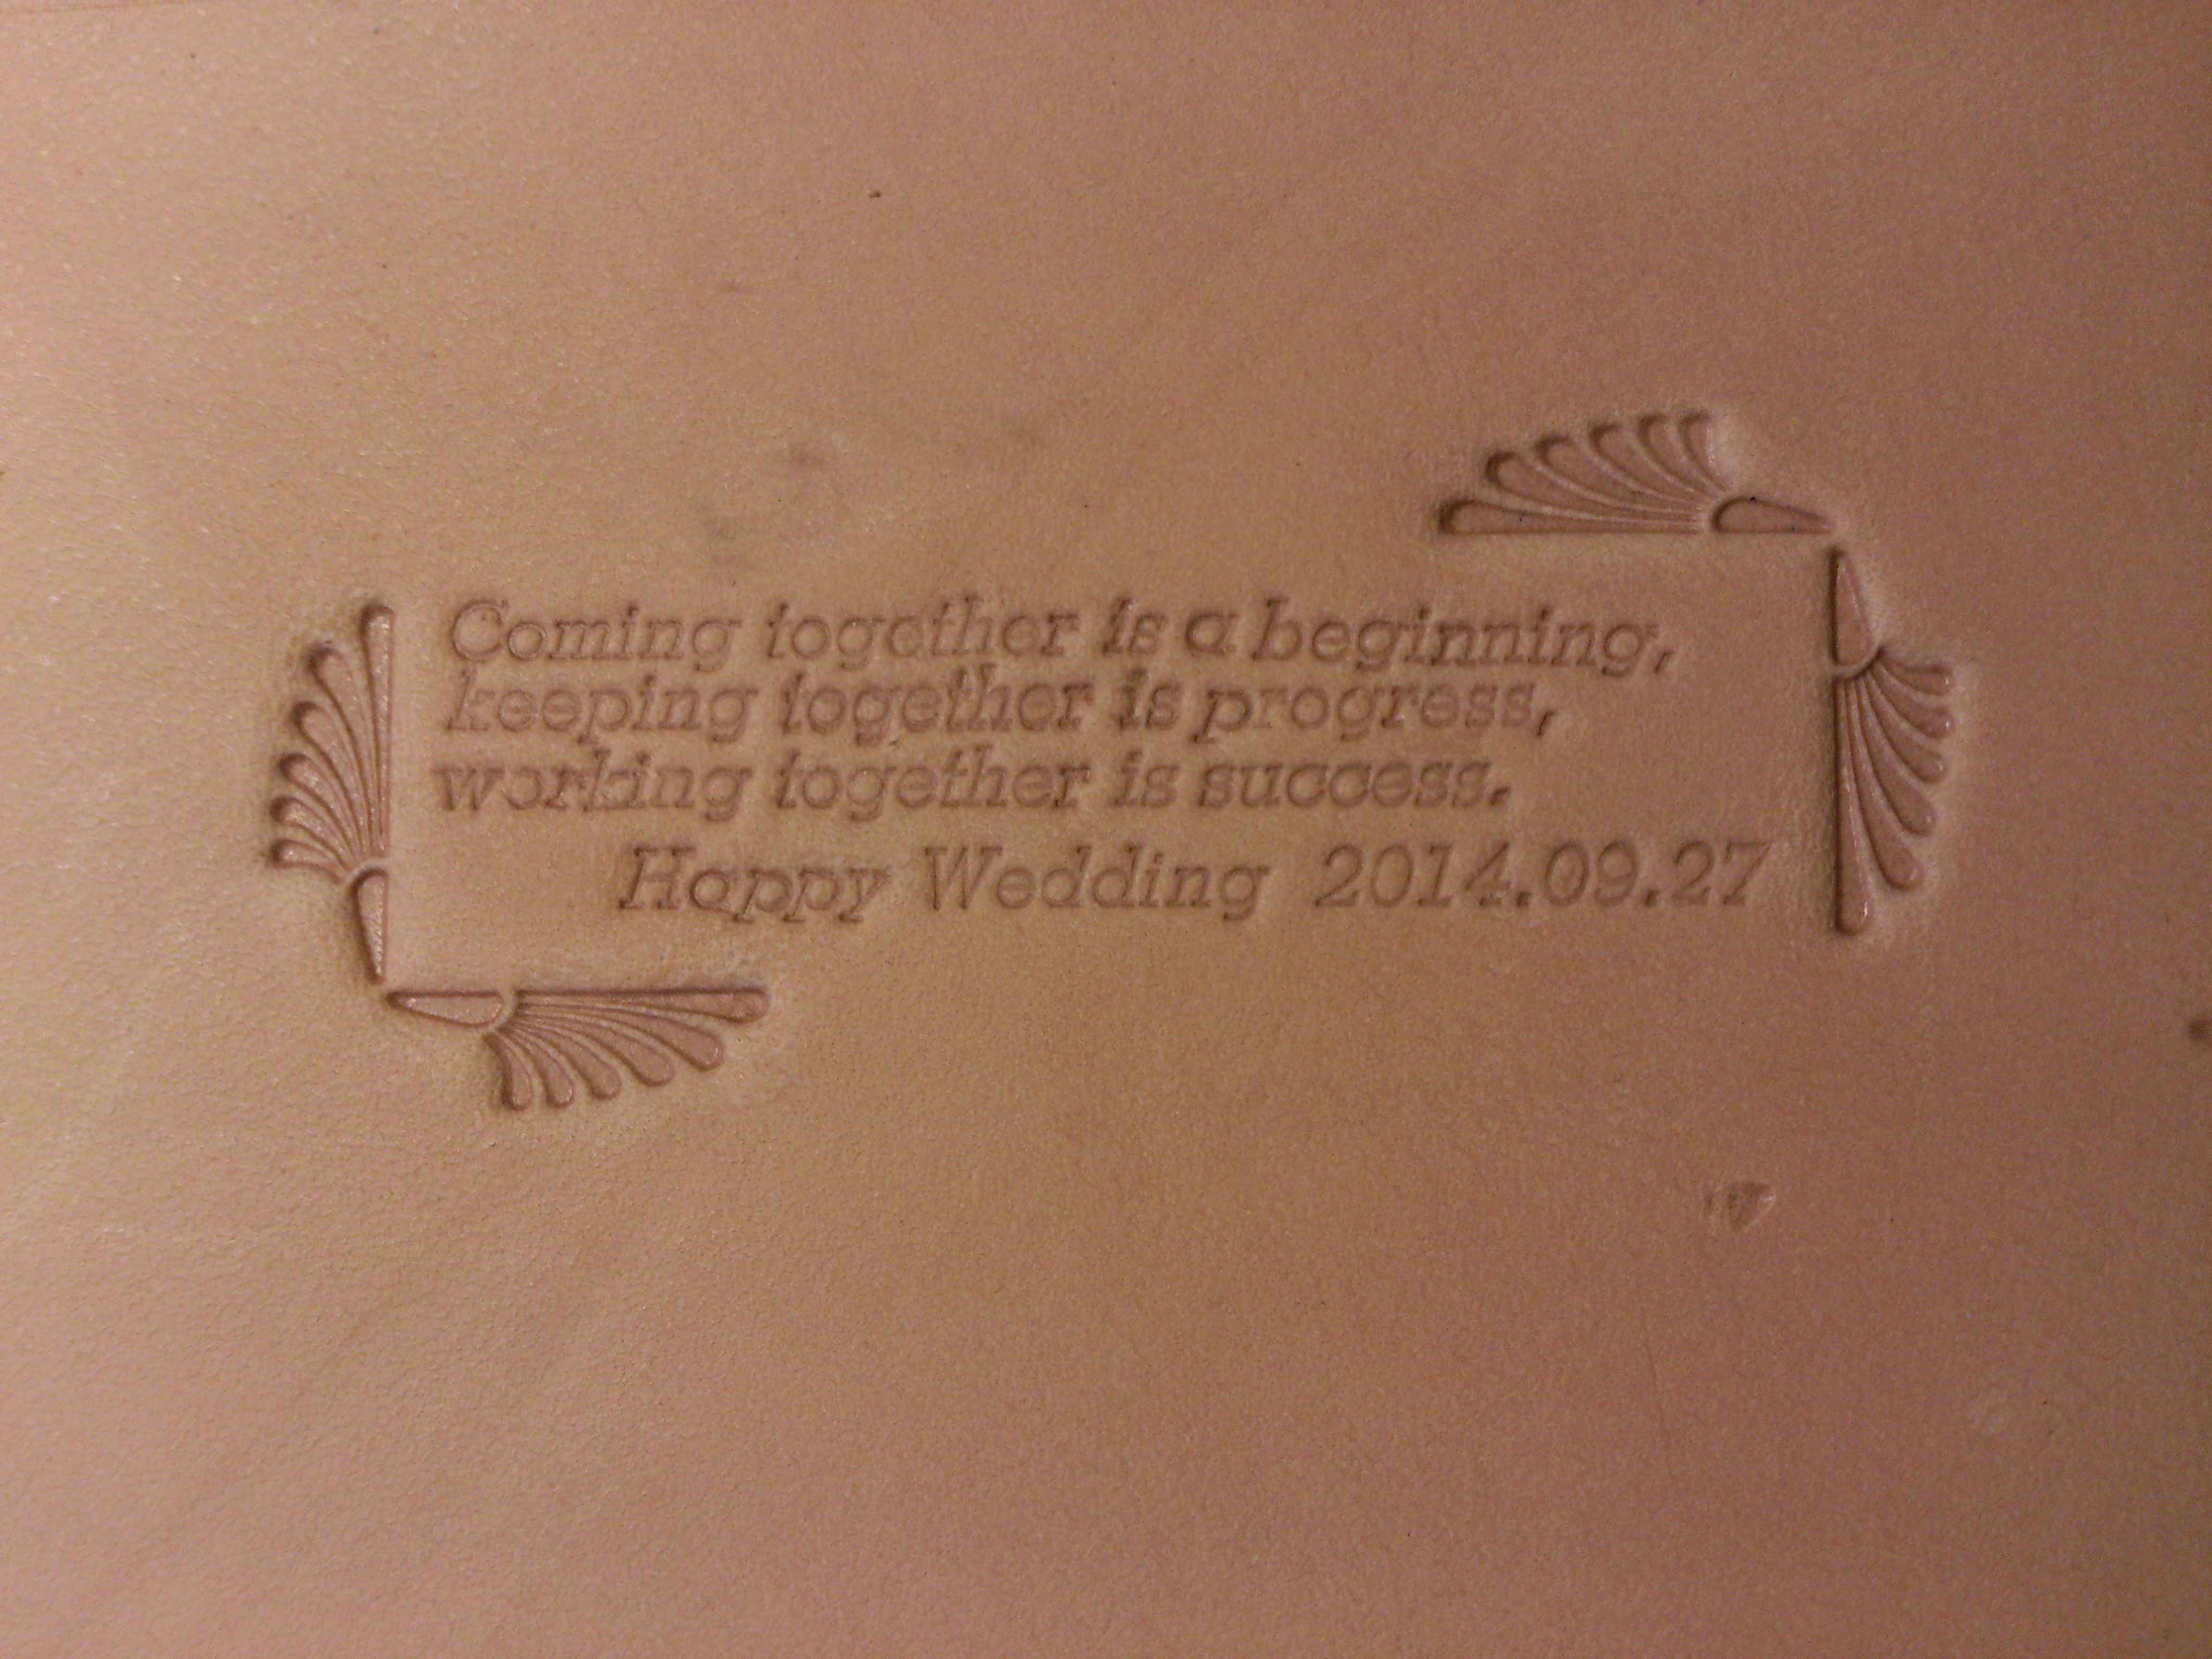 Coming together is a beginning,
keeping together is progress,
working together is success.
Happy Wedding 2014.09.27